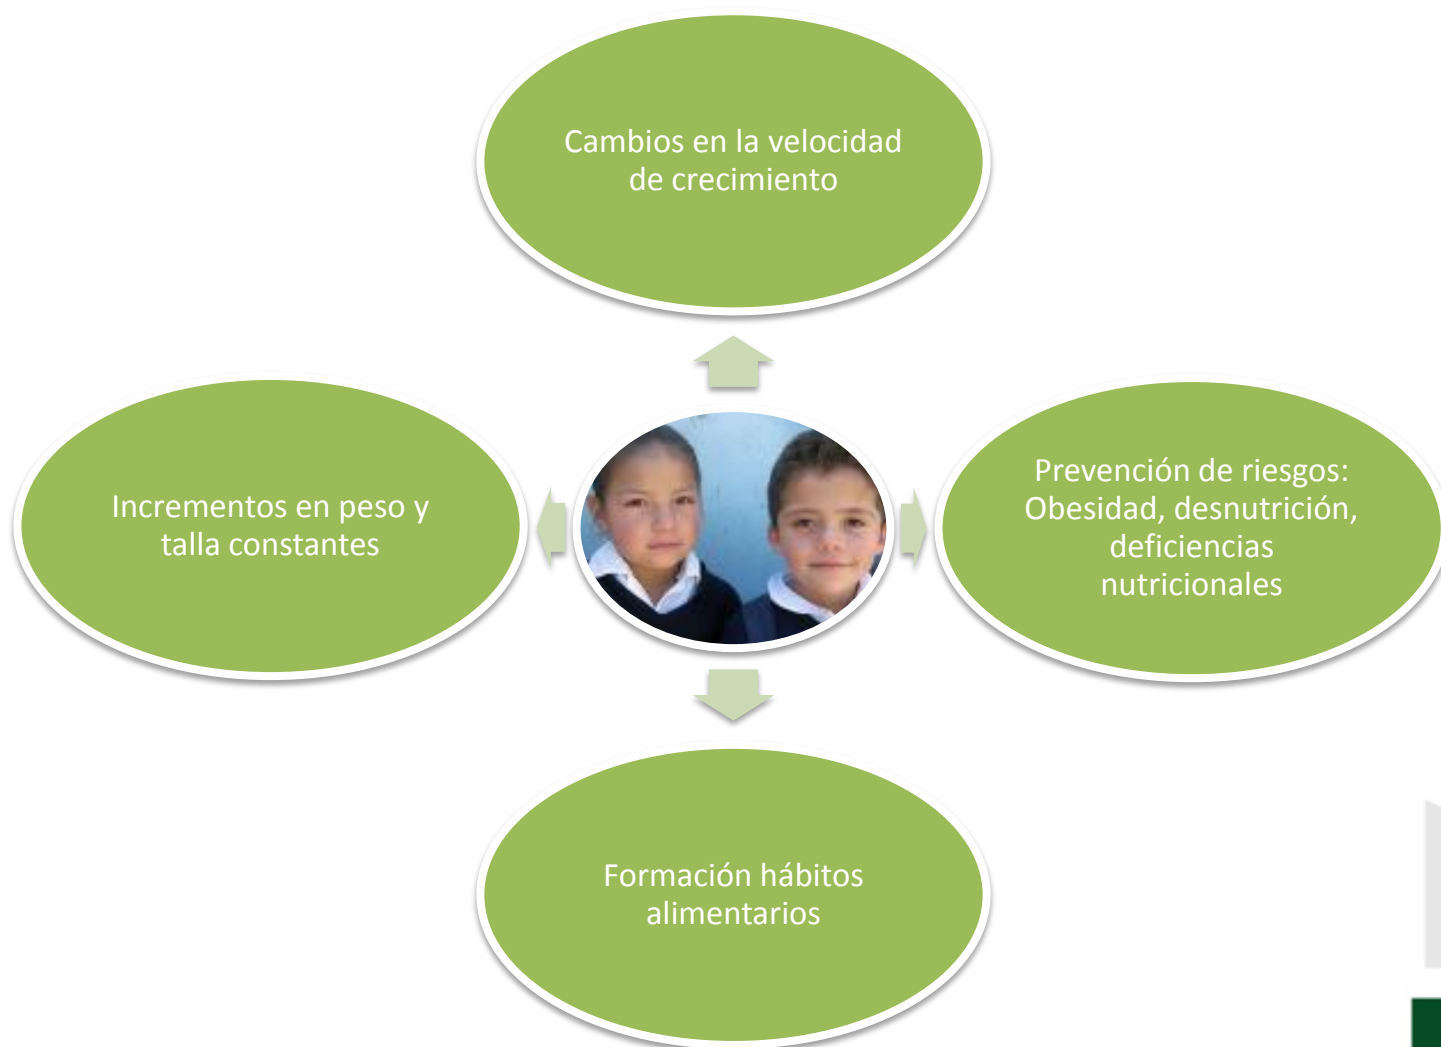 Cambios en la velocidad
de crecimiento
Incrementos en peso y
talla constantes
Prevención de riesgos:
Obesidad, desnutrición,
deficiencias
nutricionales
Formación hábitos
alimentarios